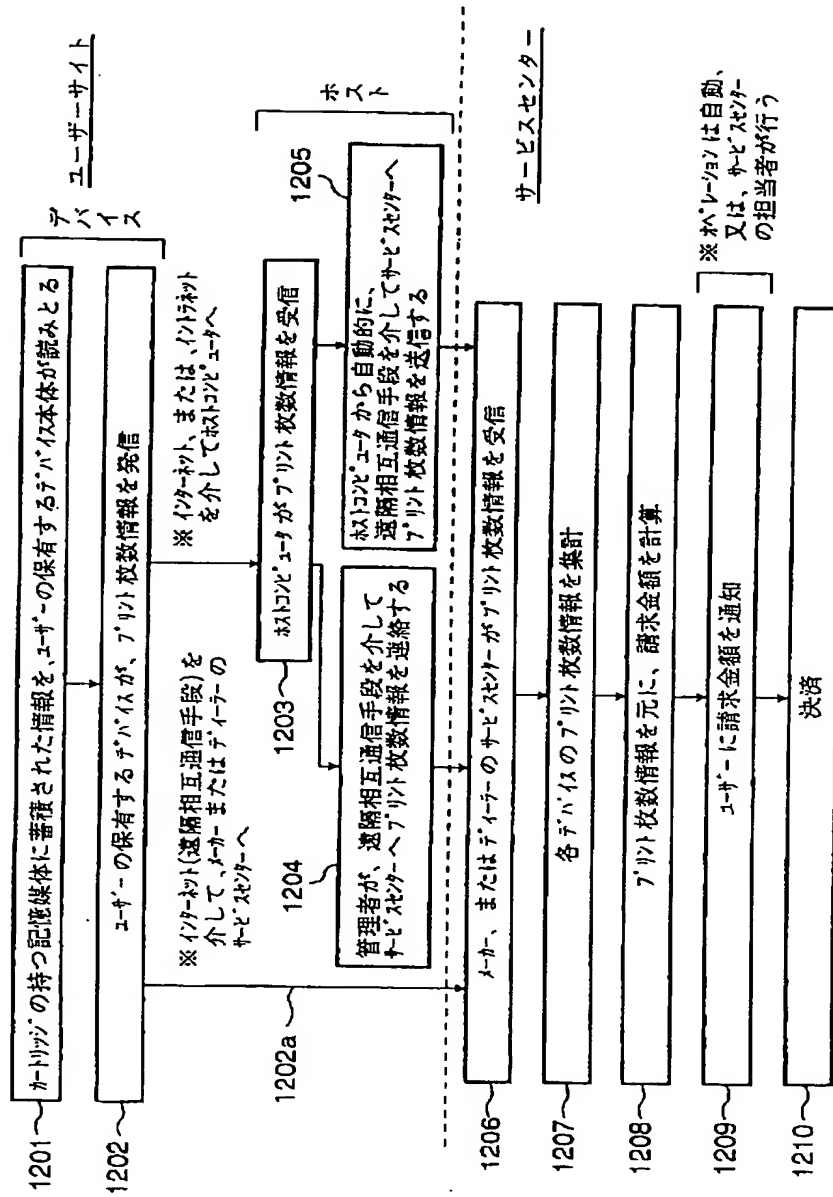 ユーザーサイト
デバイス
1201
カートリッジの持つ記憶媒体に蓄積された情報を、ユーザーの保有するデバイス本体が読みとる
1202
ユーザーの保有するデバイスが、プリント枚数情報を発信
※インターネット(遠隔相互通信手段)を
介して、メーカーまたはディーラーの
サービスセンターへ
※インターネット、または、イントラネット
を介してホストコンピュータへ
1203
ホストコンピュータがプリント枚数情報を受信
ホスト
1204
管理者が、遠隔相互通信手段を介して
サービスセンターへプリント枚数情報を連絡する
1205
ホストコンピュータから自動的に、
遠隔相互通信手段を介してサービスセンターへ
プリント枚数情報を送信する
1202a
サービスセンター
1206
メーカー、またはディーラーのサービスセンターがプリント枚数情報を受信
1207
各デバイスのプリント枚数情報を集計
1208
プリント枚数情報を元に、請求金額を計算
1209
ユーザーに請求金額を通知
※オペレーションは自動、
又は、サービスセンター
の担当者が行う
1210
決済